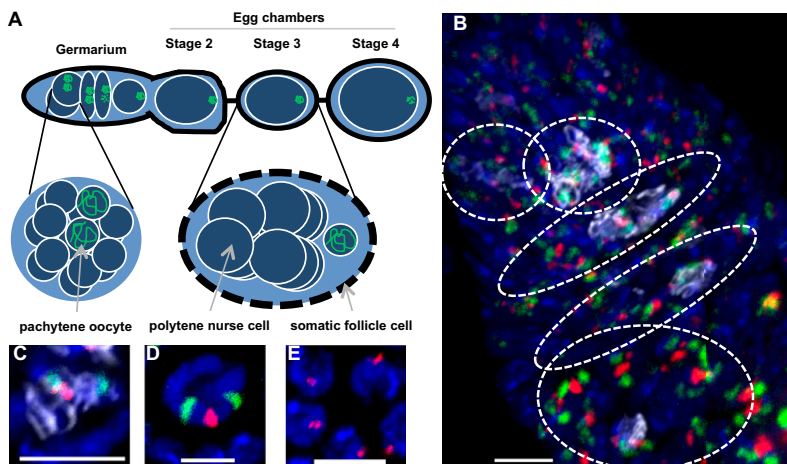 A
Egg chambers
Germarium
Stage 2
Stage 3
Stage 4
pachytene oocyte
polytene nurse cell
somatic follicle cell
B
C
D
E